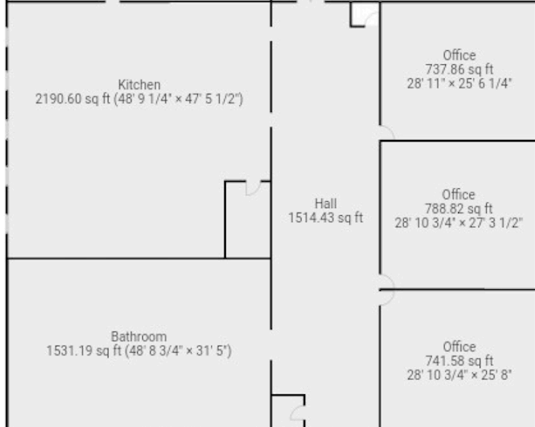 Kitchen
2190.60 sq ft (48' 9 1/4" × 47' 5 1/2")
Office
737.86 sq ft
28' 11" × 25' 6 1/4"
Hall
1514.43 sq ft
Office
788.82 sq ft
28' 10 3/4" × 27' 3 1/2"
Bathroom
1531.19 sq ft (48' 8 3/4" × 31' 5")
Office
741.58 sq ft
28' 10 3/4" × 25' 8"